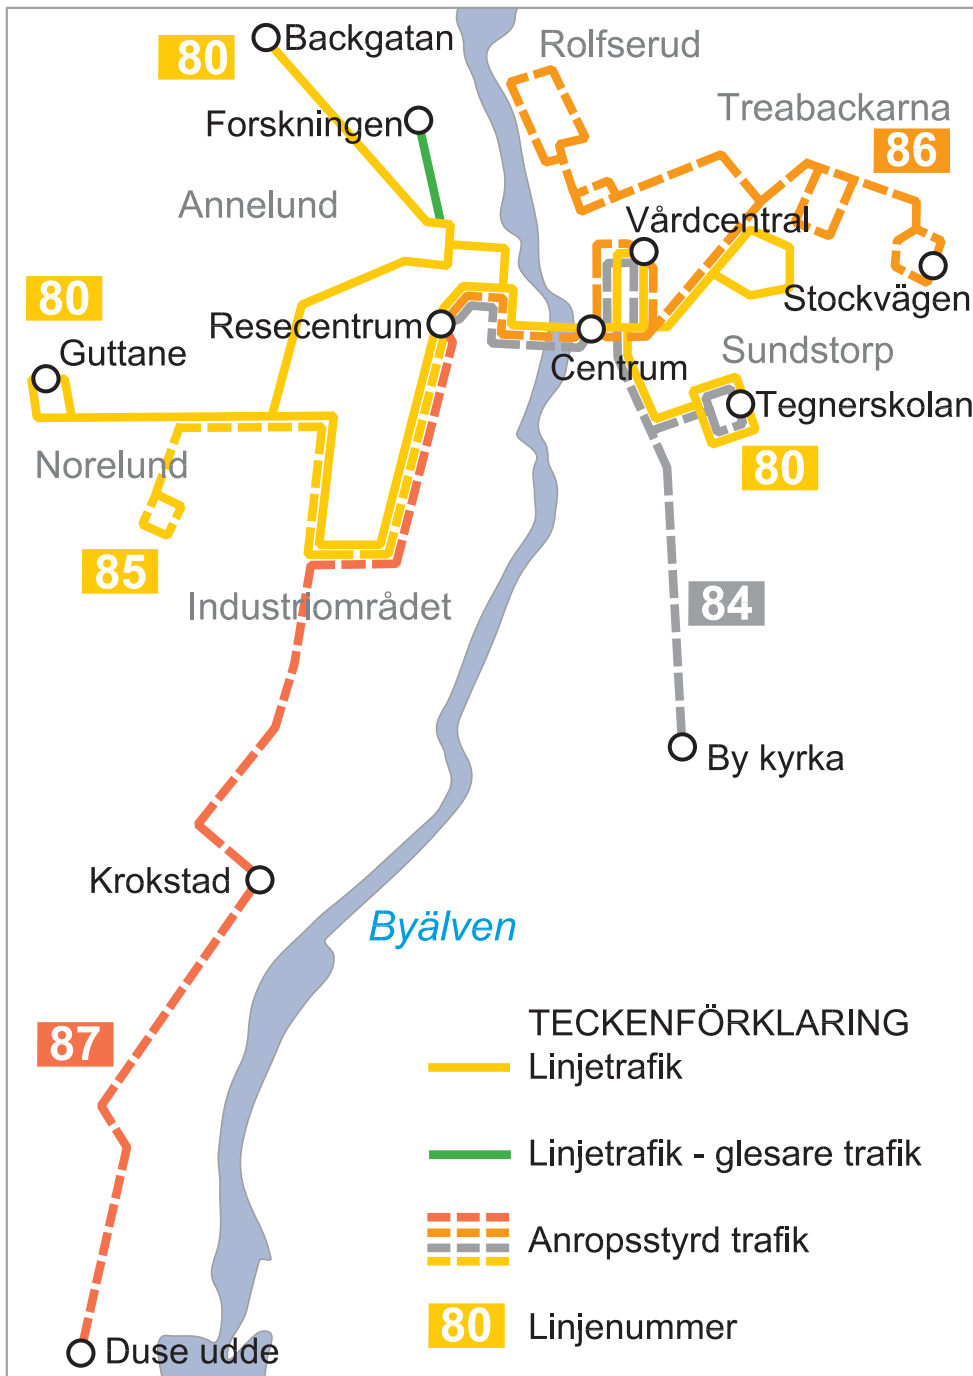 Backgatan
80
Rolfserud
Forskningen
Treabackarna
86
Annelund
Vårdcentral
80
Stockvägen
Resecentrum
Guttane
Centrum
Sundstorp
Tegnerskolan
Norelund
80
85
Industriområdet
84
By kyrka
Krokstad
Byälven
87
TECKENFÖRKLARING
Linjetrafik
Linjetrafik - glesare trafik
Anropsstyrd trafik
80 Linjenummer
Duse udde